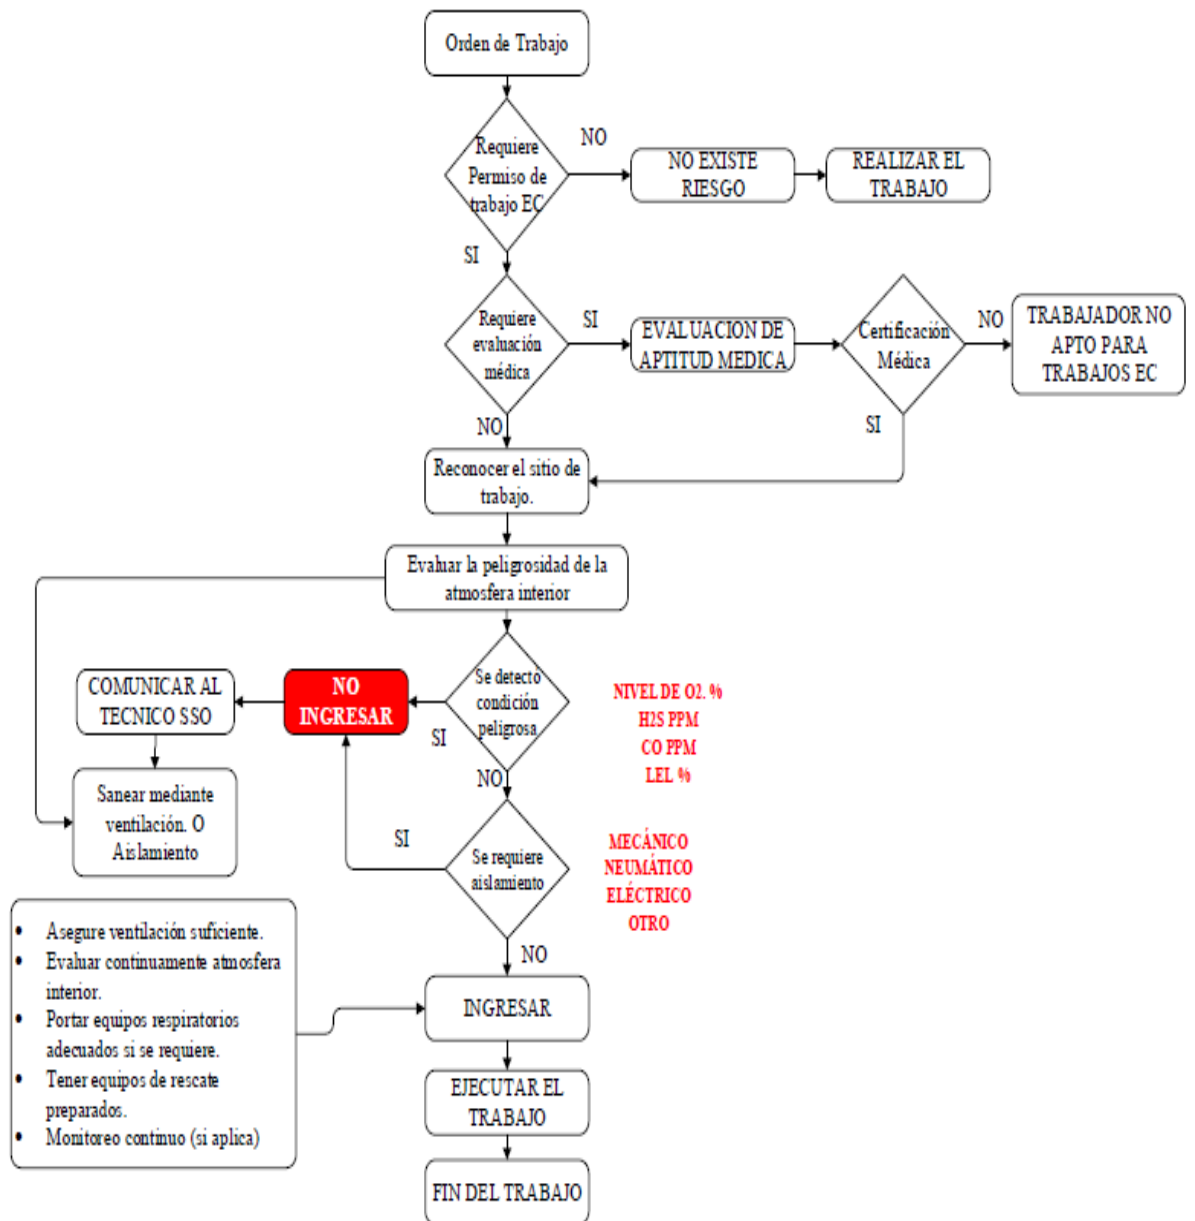 Orden de Trabajo
Requiere
Permiso de
trabajo EC
NO
NO EXISTE
RIESGO
REALIZAR EL
TRABAJO
SI
Requiere
evaluación
médica
SI
EVALUACION DE
APTITUD MEDICA
Certificación
Médica
NO
TRABAJADOR NO
APTO PARA
TRABAJOS EC
NO
SI
Reconocer el sitio de
trabajo.
Evaluar la peligrosidad de la
atmosfera interior
Se detectó
condición
peligrosa
SI
NO
INGRESAR
COMUNICAR AL
TECNICO SSO
Sanear mediante
ventilación. O
Aislamiento
NIVEL DE O2. %
H2S PPM
CO PPM
LEL %
NO
Se requiere
aislamiento
SI
MECÁNICO
NEUMÁTICO
ELÉCTRICO
OTRO
NO
• Asegure ventilación suficiente.
• Evaluar continuamente atmosfera
interior.
• Portar equipos respiratorios
adecuados si se requiere.
• Tener equipos de rescate
preparados.
• Monitoreo continuo (si aplica)
INGRESAR
EJECUTAR EL
TRABAJO
FIN DEL TRABAJO